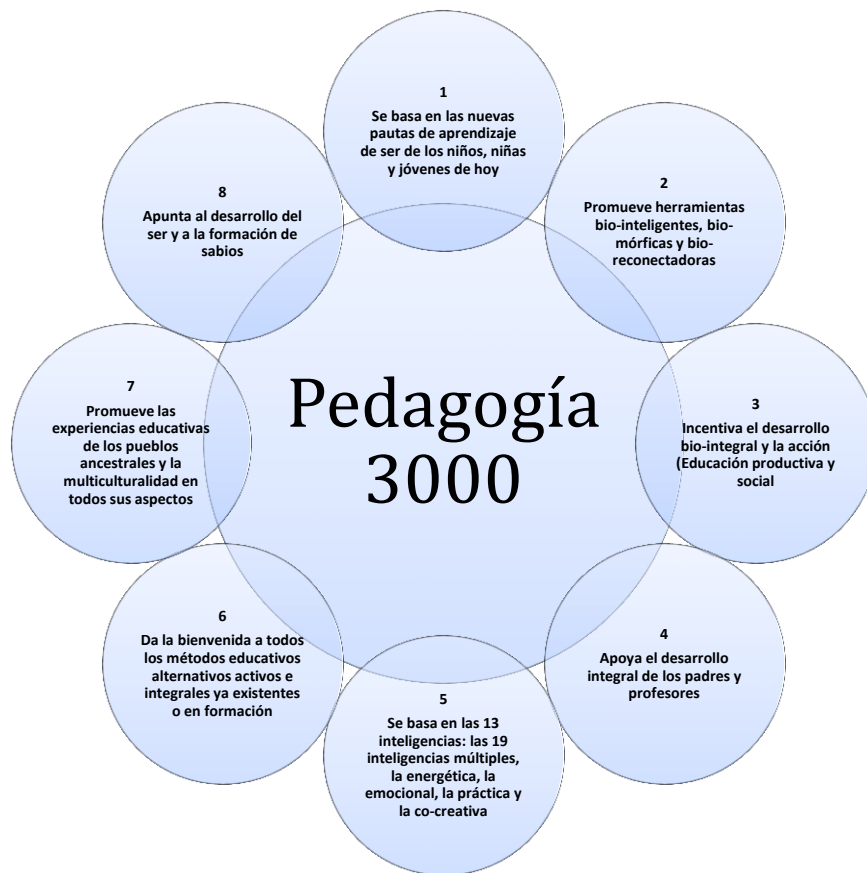 Pedagogía
3000
1
Se basa en las nuevas
pautas de aprendizaje
de ser de los niños, niñas
y jóvenes de hoy
2
Promueve herramientas
bio-inteligentes, bio-
mórficas y bio-
reconectadoras
3
Incentiva el desarrollo
bio-integral y la acción
(Educación productiva y
social
4
Apoya el desarrollo
integral de los padres y
profesores
5
Se basa en las 13
inteligencias: las 19
inteligencias múltiples,
la energética, la
emocional, la práctica y
la co-creativa
6
Da la bienvenida a todos
los métodos educativos
alternativos activos e
integrales ya existentes
o en formación
7
Promueve las
experiencias educativas
de los pueblos
ancestrales y la
multiculturalidad en
todos sus aspectos
8
Apunta al desarrollo del
ser y a la formación de
sabios